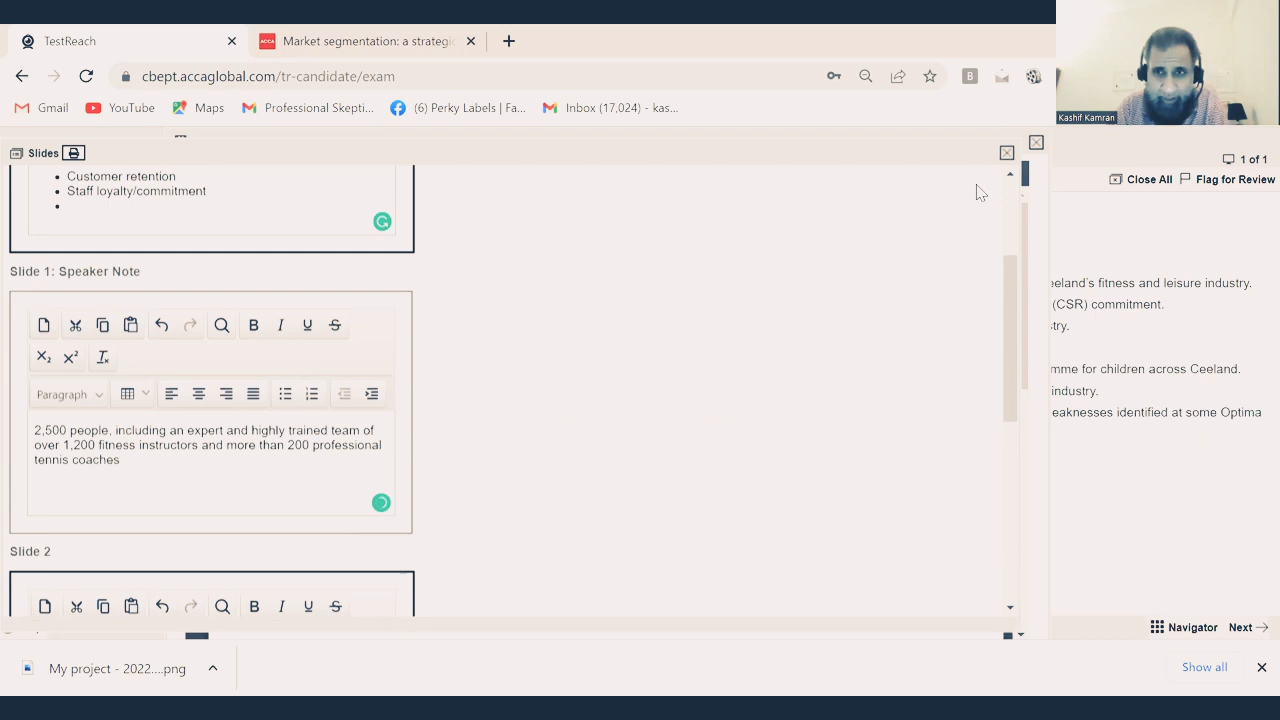 TestReach
ACCA Market segmentation: a strategic
cbept.accaglobal.com/tr-candidate/exam
B
Gmail YouTube Maps Professional Skepti... (6) Perky Labels | Fa... Inbox (17,024) - kas...
Kashif Kamran
Slides
1 of 1
Close All Flag for Review
• Customer retention
• Staff loyalty/commitment
•
Slide 1: Speaker Note
B I U S
X₂ X² Tx
Paragraph
2,500 people, including an expert and highly trained team of
over 1,200 fitness instructors and more than 200 professional
tennis coaches
Slide 2
B I U S
eeland's fitness and leisure industry.
(CSR) commitment.
stry.
mme for children across Ceeland.
industry.
eaknesses identified at some Optima
Navigator Next
My project - 2022....png
Show all